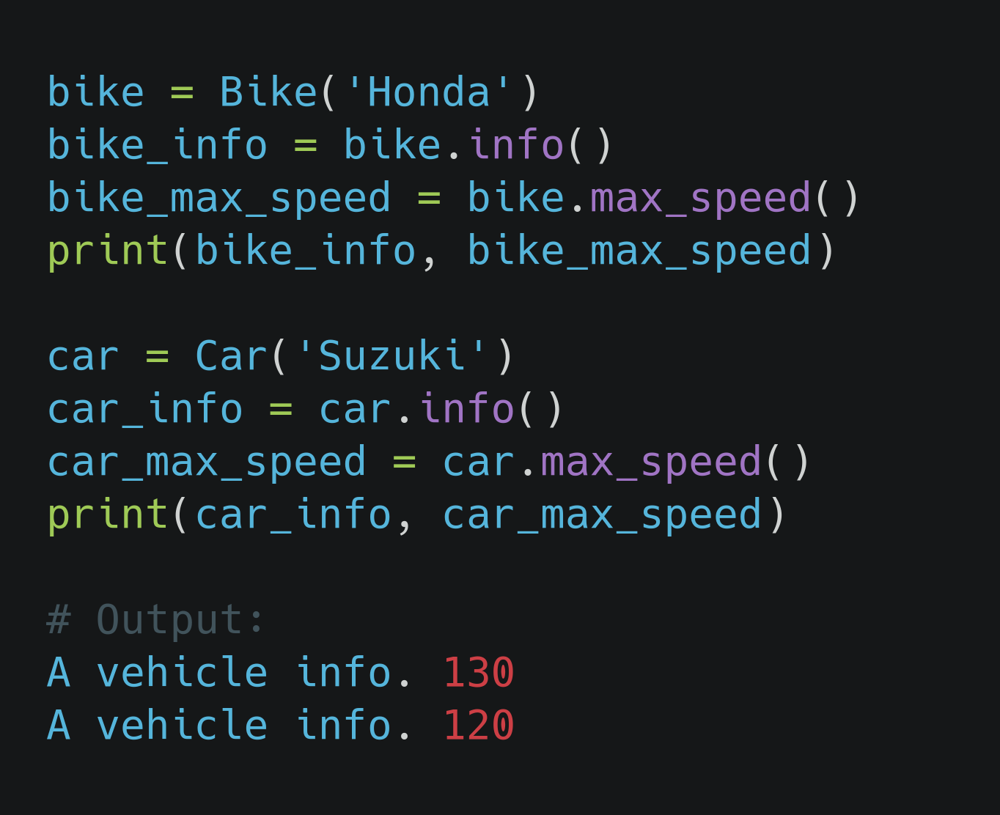 bike = Bike('Honda')
bike_info = bike.info()
bike_max_speed = bike.max_speed()
print(bike_info, bike_max_speed)
car = Car('Suzuki')
car_info = car.info()
car_max_speed = car.max_speed()
print(car_info, car_max_speed)
# Output:
A vehicle info. 130
A vehicle info. 120